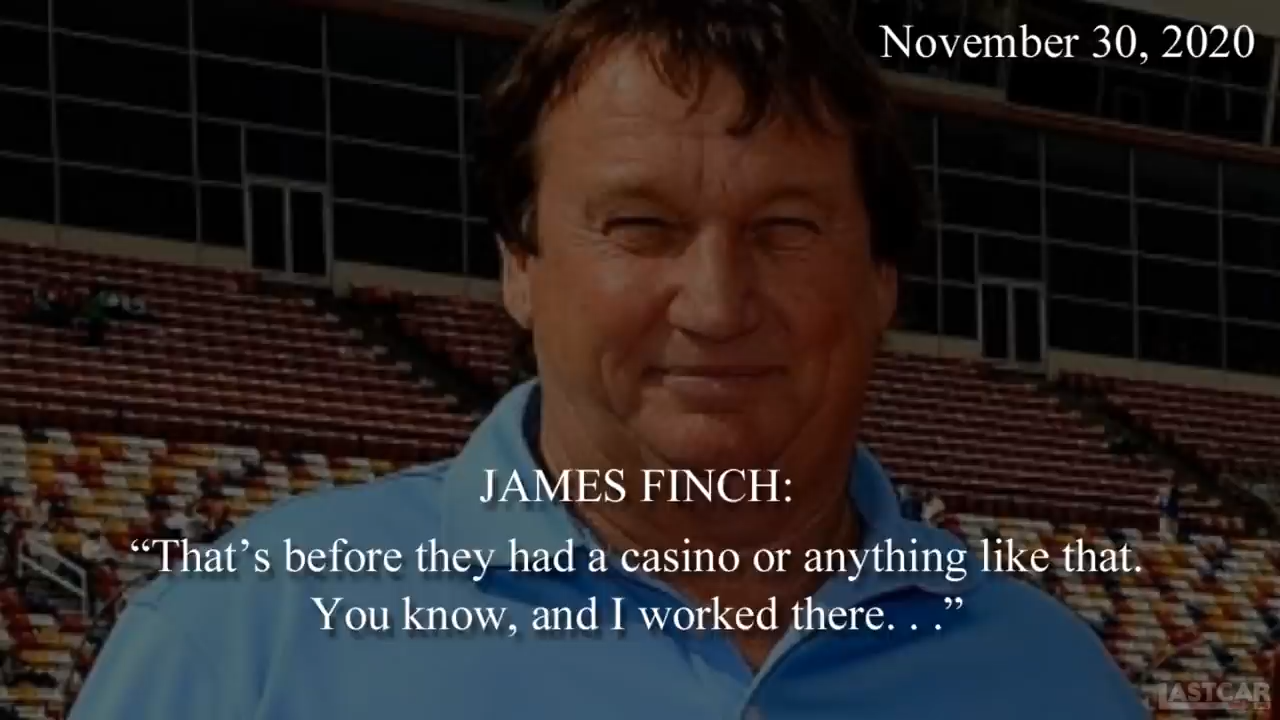 November 30, 2020
JAMES FINCH:
“That’s before they had a casino or anything like that.
You know, and I worked there. . .”
LASTCAR